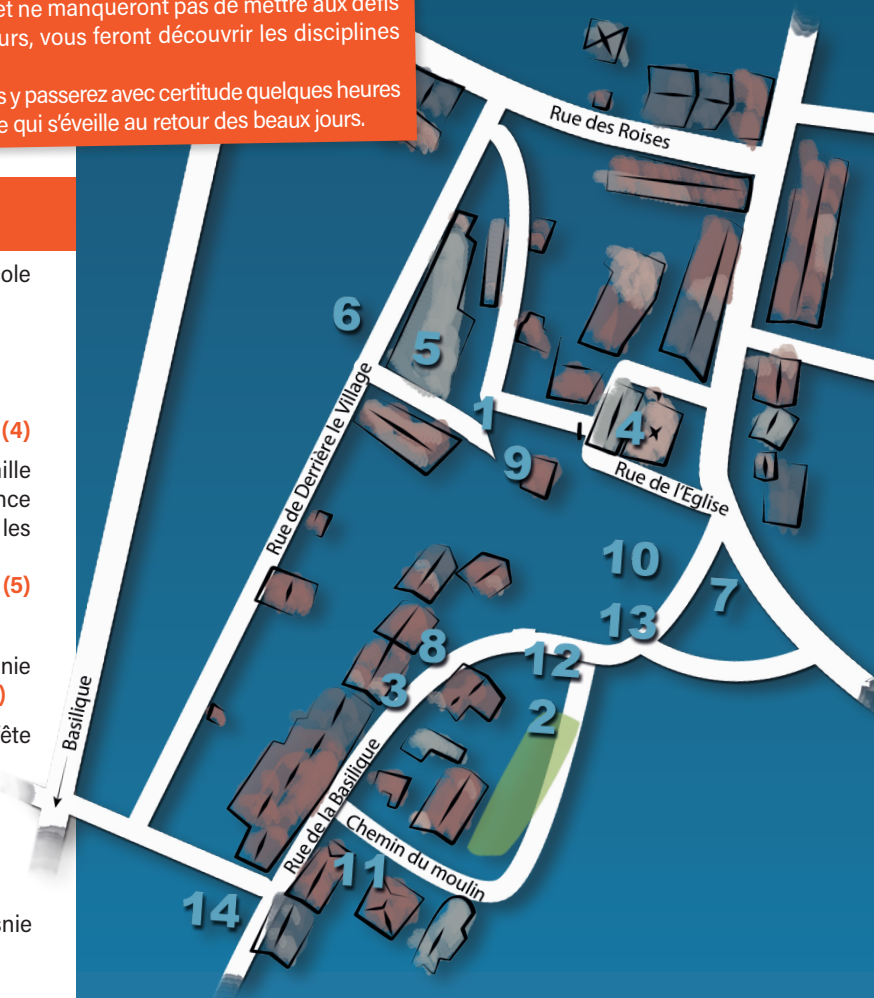 et ne manqueront pas de mettre aux défis
urs, vous feront découvrir les disciplines
s y passerez avec certitude quelques heures
e qui s'éveille au retour des beaux jours.
ole
(4)
ille
nce
les
(5)
nie
)
ête
snie
Rue des Roises
6
5
Rue de Derrière le Village
1
4
9
Rue de l'Eglise
10
7
13
8
12
3
2
Basilique
Rue de la Basilique
Chemin du moulin
11
14